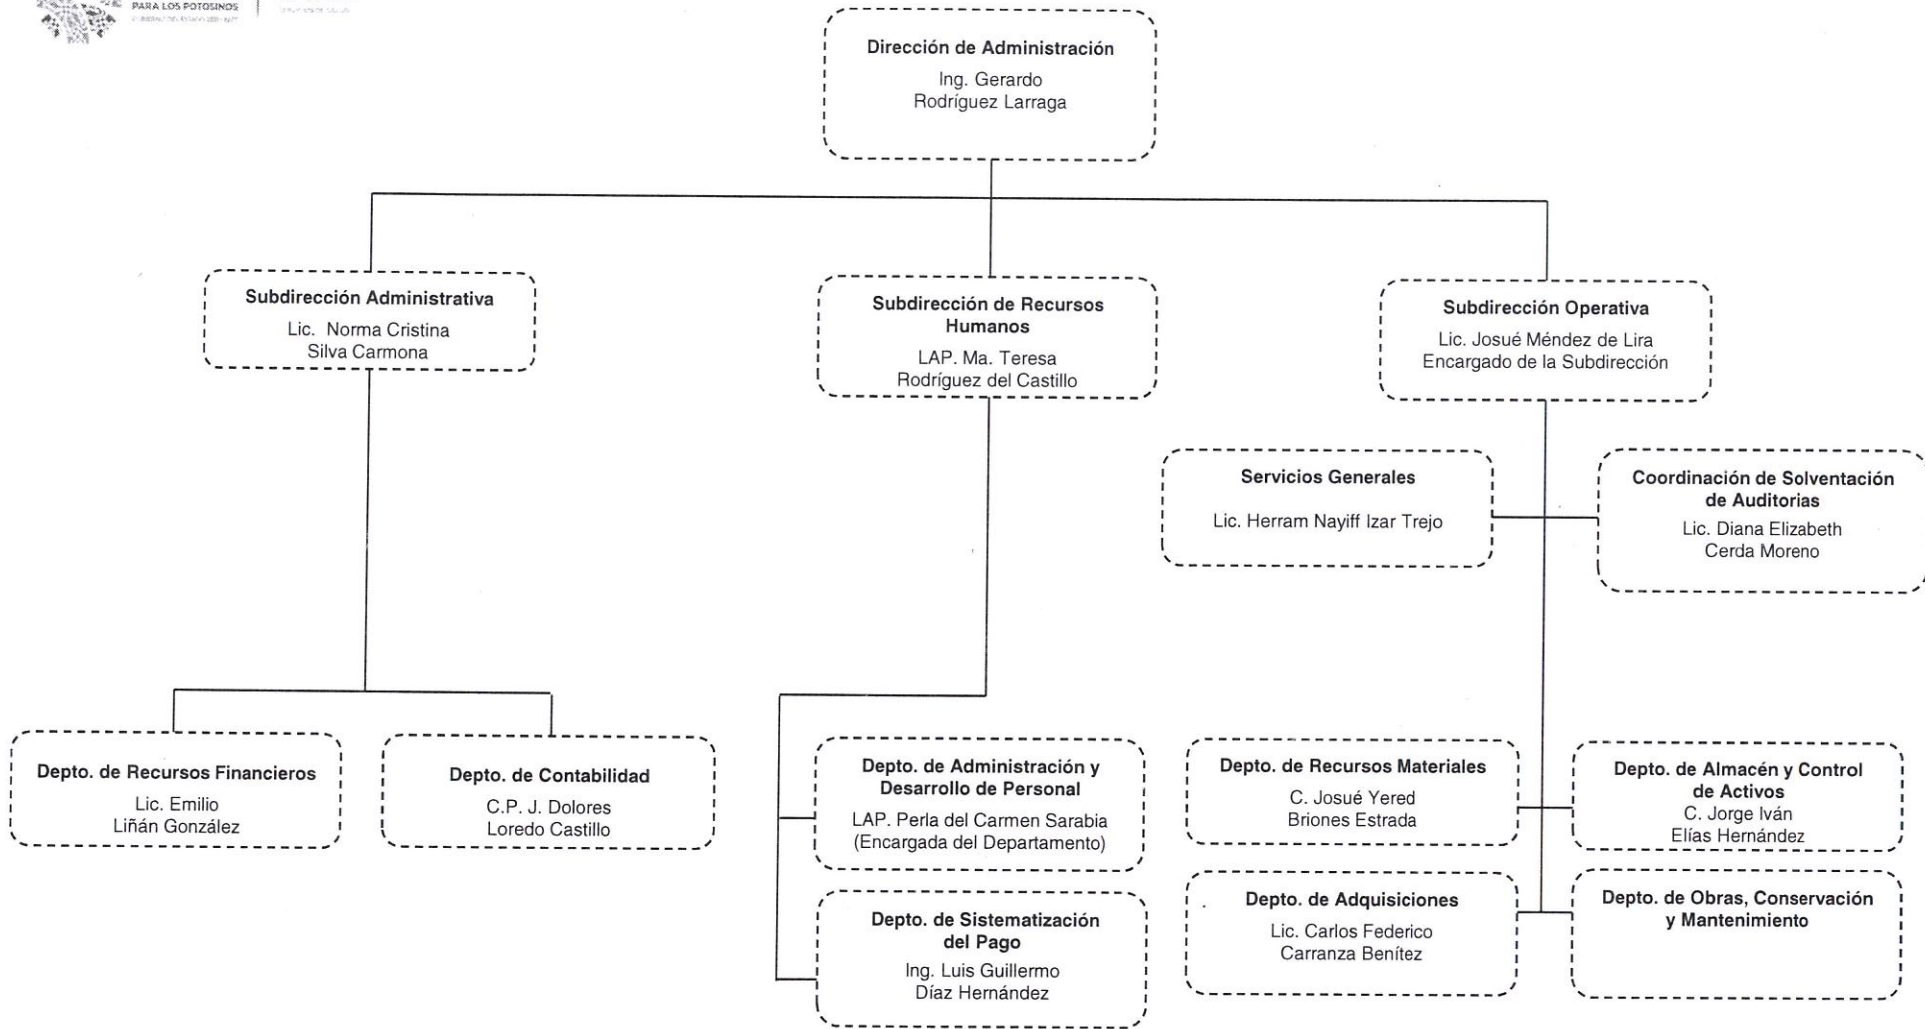 PARA LOS POTOSINOS
Dirección de Administración
Ing. Gerardo
Rodríguez Larraga
Subdirección Administrativa
Lic. Norma Cristina
Silva Carmona
Subdirección de Recursos
Humanos
LAP. Ma. Teresa
Rodríguez del Castillo
Subdirección Operativa
Lic. Josué Méndez de Lira
Encargado de la Subdirección
Servicios Generales
Lic. Herram Nayiff Izar Trejo
Coordinación de Solventación
de Auditorias
Lic. Diana Elizabeth
Cerda Moreno
Depto. de Recursos Financieros
Lic. Emilio
Liñán González
Depto. de Contabilidad
C.P. J. Dolores
Loredo Castillo
Depto. de Administración y
Desarrollo de Personal
LAP. Perla del Carmen Sarabia
(Encargada del Departamento)
Depto. de Sistematización
del Pago
Ing. Luis Guillermo
Díaz Hernández
Depto. de Recursos Materiales
C. Josué Yered
Briones Estrada
Depto. de Almacén y Control
de Activos
C. Jorge Iván
Elías Hernández
Depto. de Adquisiciones
Lic. Carlos Federico
Carranza Benítez
Depto. de Obras, Conservación
y Mantenimiento